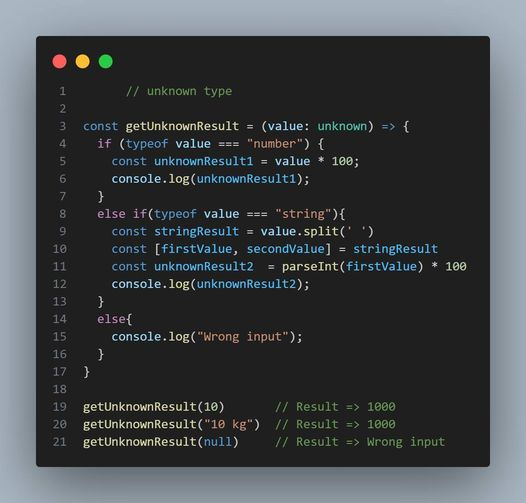 1 // unknown type
2
3 const getUnknownResult = (value: unknown) => {
4 if (typeof value === "number") {
5 const unknownResult1 = value * 100;
6 console.log(unknownResult1);
7 }
8 else if(typeof value === "string"){
9 const stringResult = value.split(' ')
10 const [firstValue, secondValue] = stringResult
11 const unknownResult2  = parseInt(firstValue) * 100
12 console.log(unknownResult2);
13 }
14 else{
15 console.log("Wrong input");
16 }
17 }
18
19 getUnknownResult(10) // Result => 1000
20 getUnknownResult("10 kg") // Result => 1000
21 getUnknownResult(null) // Result => Wrong input